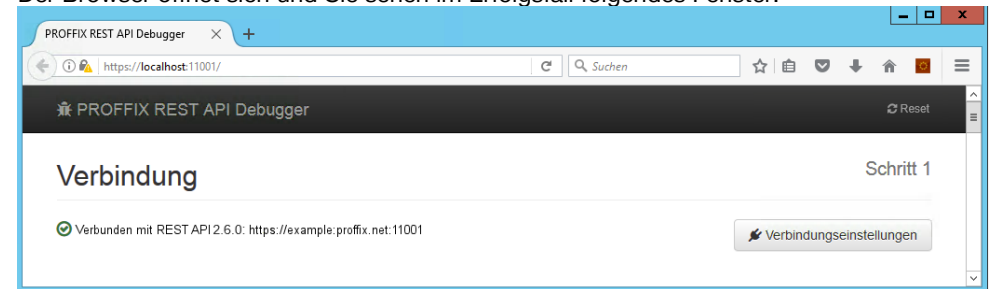 Der Browser öffnet sich und Sie sehen im Erfolgsfall folgendes Fenster:
PROFFIX REST API Debugger
https://localhost:11001/
Suchen
PROFFIX REST API Debugger
Reset
Verbindung
Schritt 1
Verbunden mit REST API 2.6.0: https://example.proffix.net:11001
Verbindungseinstellungen